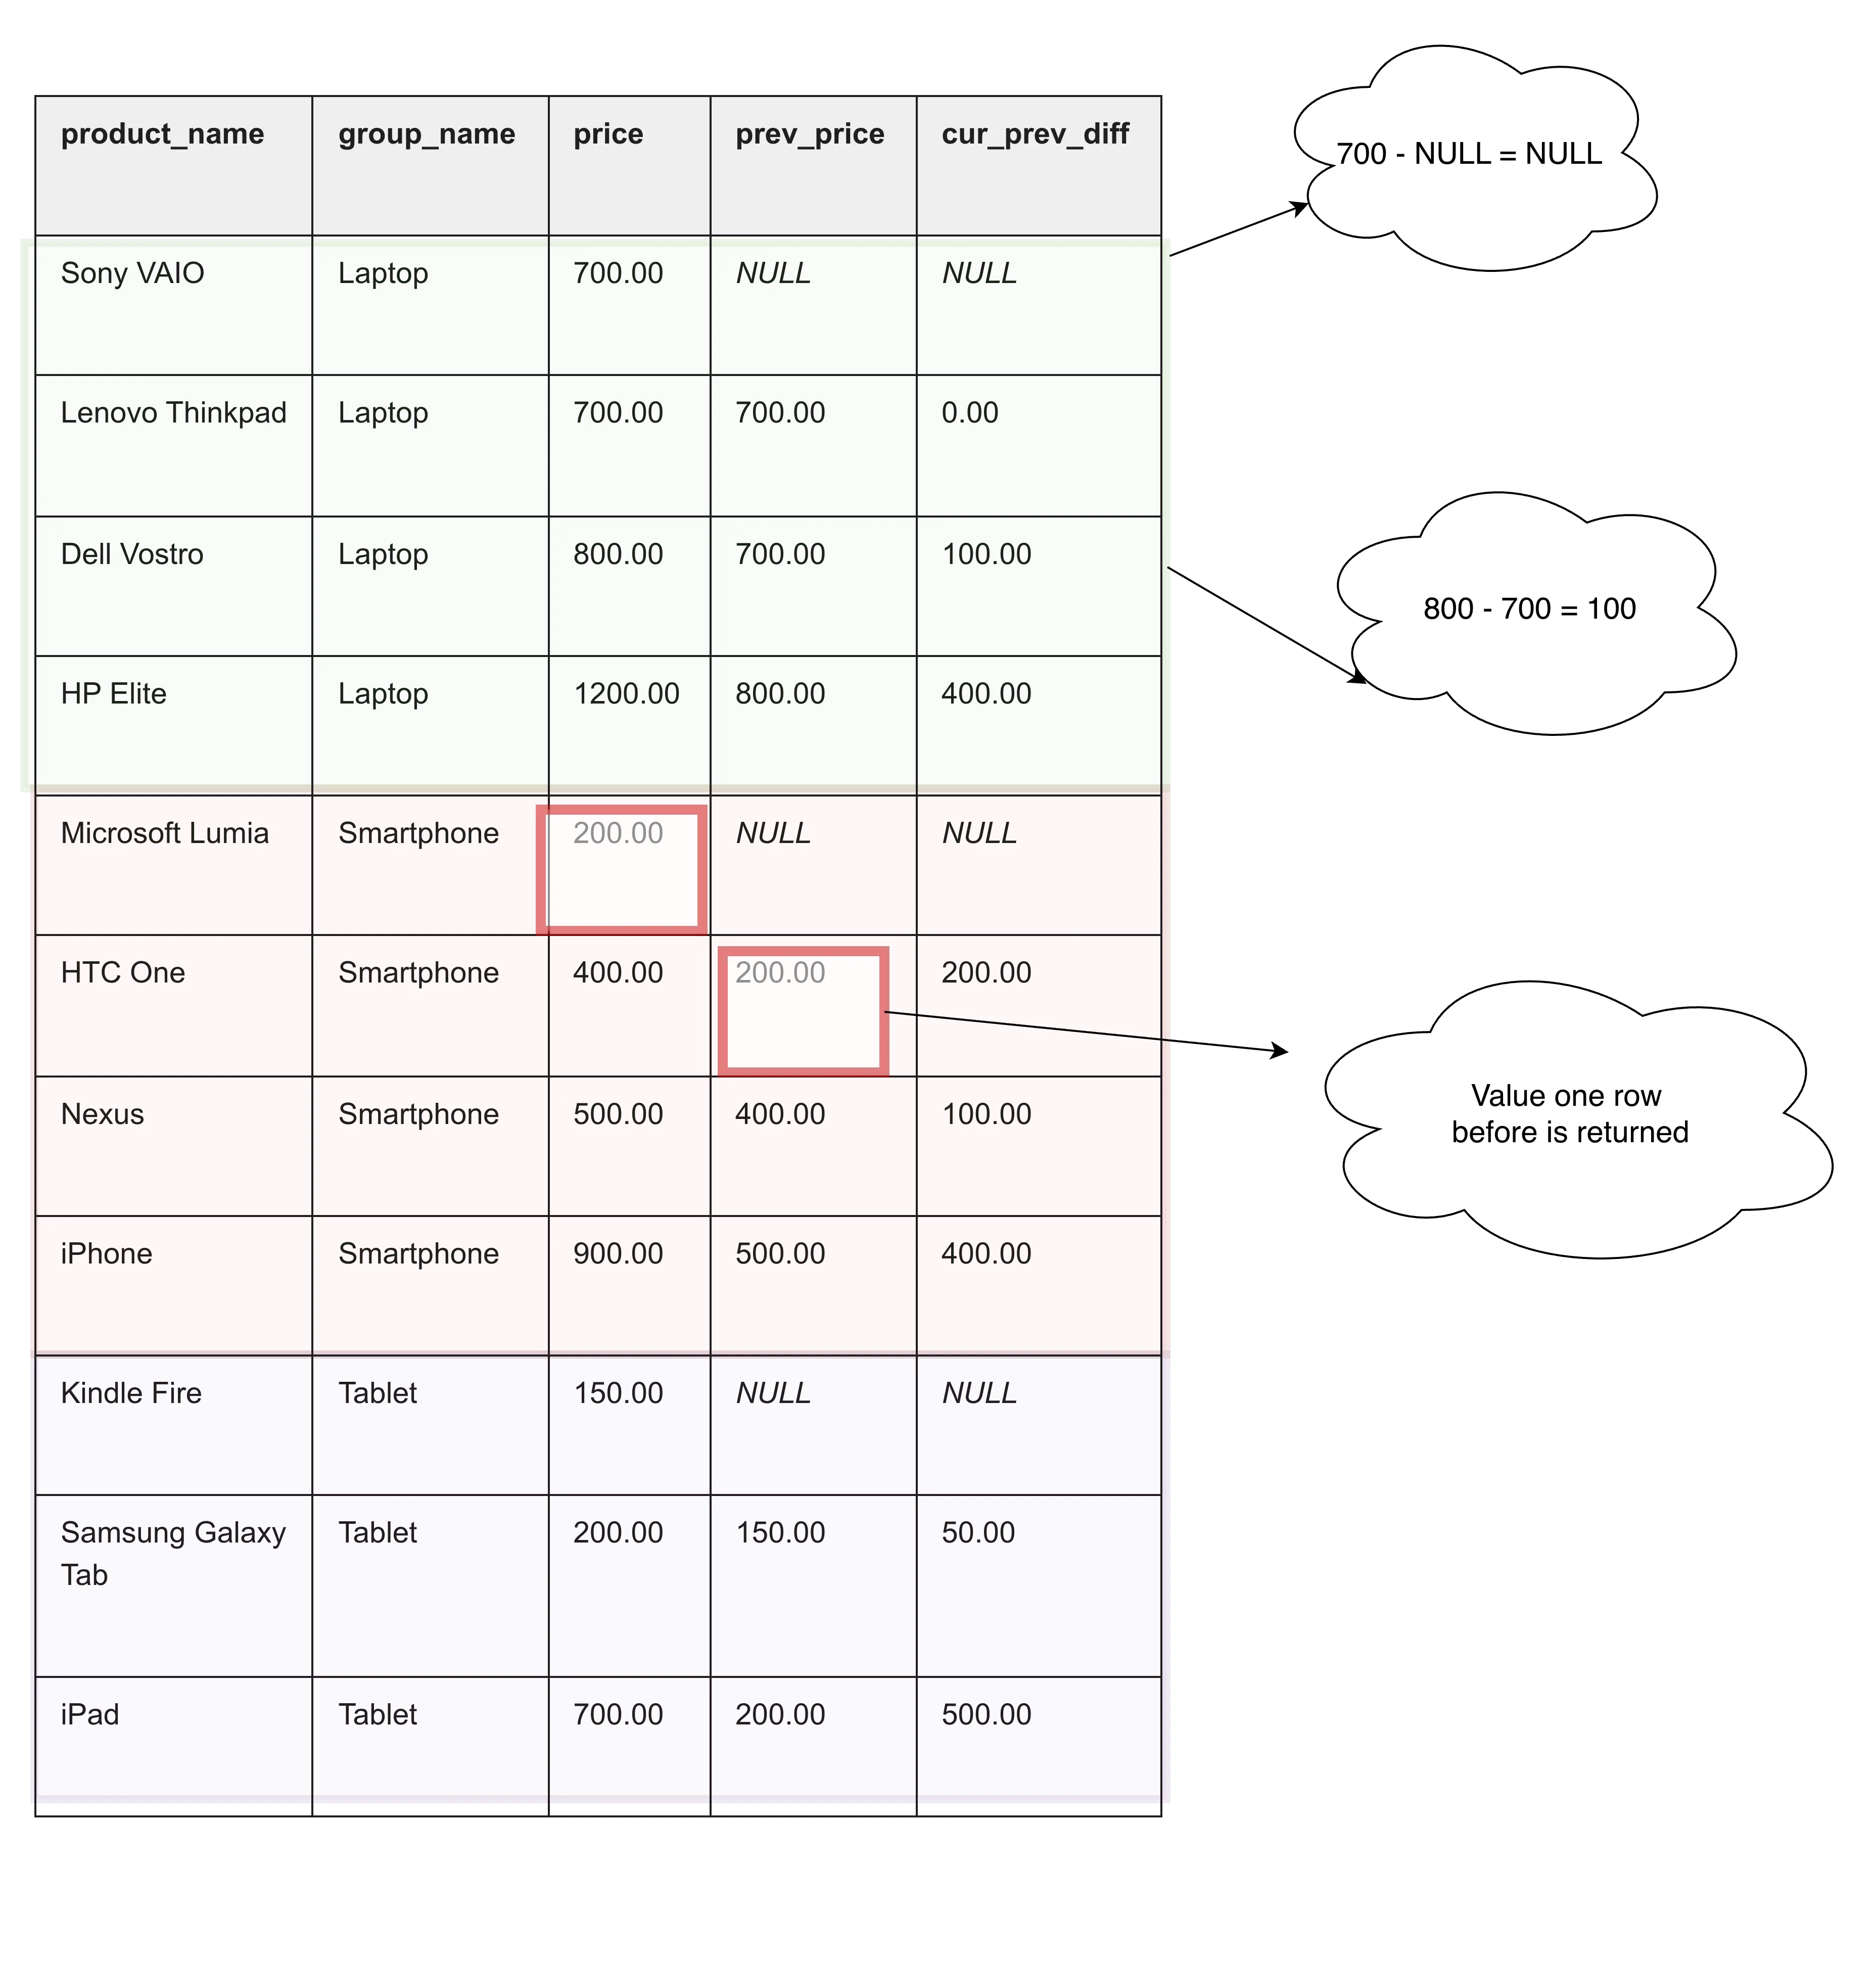 product_name group_name price prev_price cur_prev_diff
Sony VAIO Laptop 700.00 NULL NULL
Lenovo Thinkpad Laptop 700.00 700.00 0.00
Dell Vostro Laptop 800.00 700.00 100.00
HP Elite Laptop 1200.00 800.00 400.00
Microsoft Lumia Smartphone 200.00 NULL NULL
HTC One Smartphone 400.00 200.00 200.00
Nexus Smartphone 500.00 400.00 100.00
iPhone Smartphone 900.00 500.00 400.00
Kindle Fire Tablet 150.00 NULL NULL
Samsung Galaxy Tablet 200.00 150.00 50.00
Tab
iPad Tablet 700.00 200.00 500.00
700 - NULL = NULL
800 - 700 = 100
Value one row
before is returned